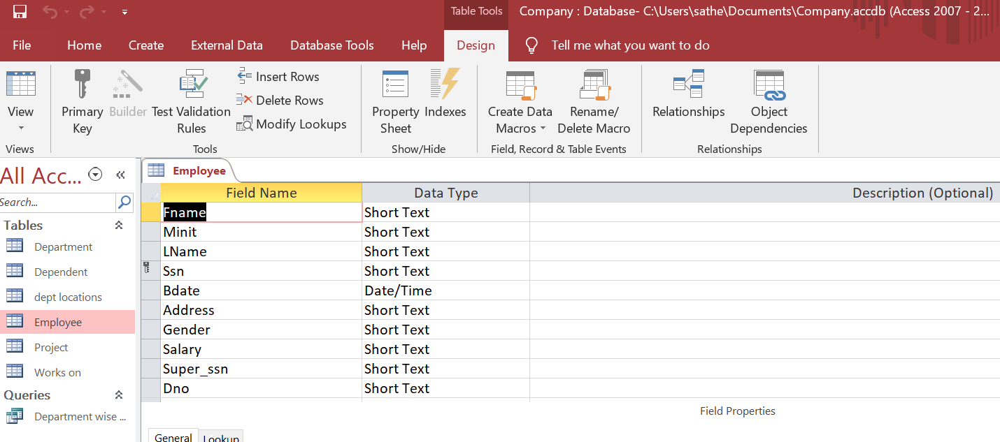 Table Tools Company : Database- C:\Users\sathe\Documents\Company.accdb (Access 2007 - 2...
File Home Create External Data Database Tools Help Design Tell me what you want to do
View
Primary Key
Builder
Test Validation Rules
Insert Rows
Delete Rows
Modify Lookups
Property Sheet
Indexes
Create Data Macros
Rename/ Delete Macro
Relationships
Object Dependencies
Views Tools Show/Hide Field, Record & Table Events Relationships
All Acc...
Search...
Tables
Department
Dependent
dept locations
Employee
Project
Works on
Queries
Department wise ...
Employee
Field Name Data Type Description (Optional)
Fname Short Text
Minit Short Text
LName Short Text
Ssn Short Text
Bdate Date/Time
Address Short Text
Gender Short Text
Salary Short Text
Super_ssn Short Text
Dno Short Text
Field Properties
General Lookup